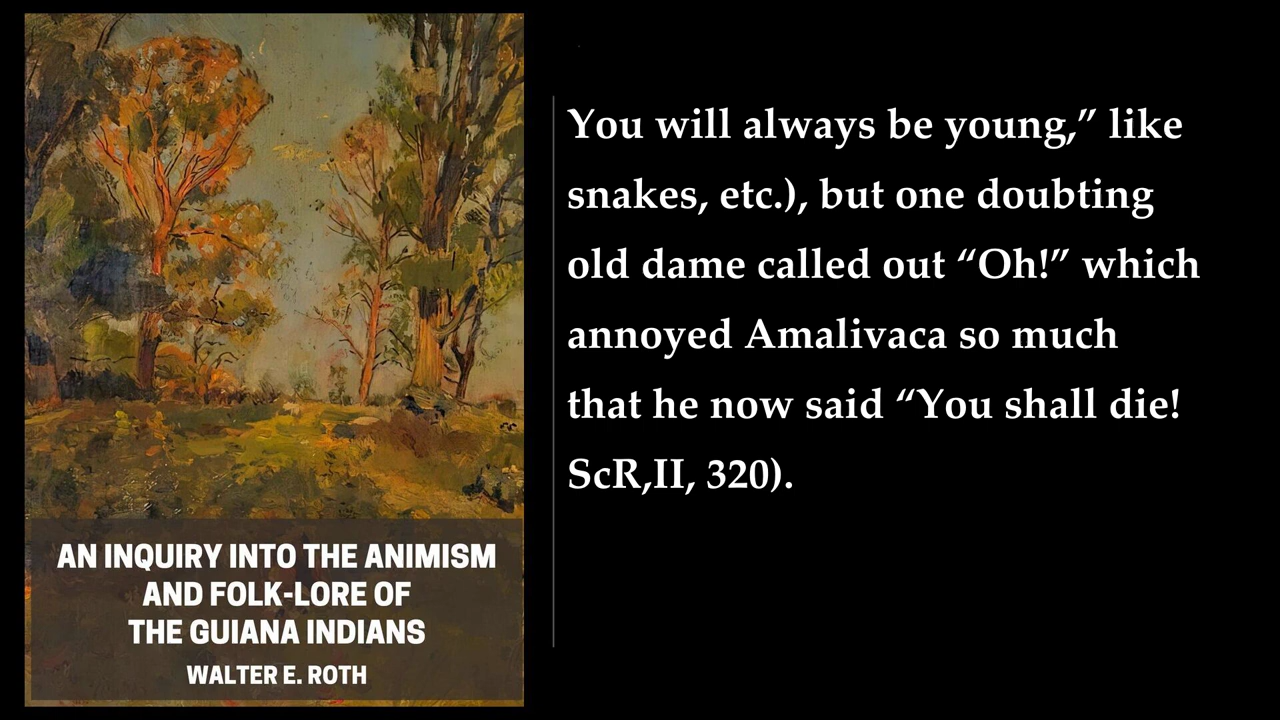 You will always be young,” like
snakes, etc.), but one doubting
old dame called out “Oh!” which
annoyed Amalivaca so much
that he now said “You shall die!
ScR,II, 320).
AN INQUIRY INTO THE ANIMISM
AND FOLK-LORE OF
THE GUIANA INDIANS
WALTER E. ROTH